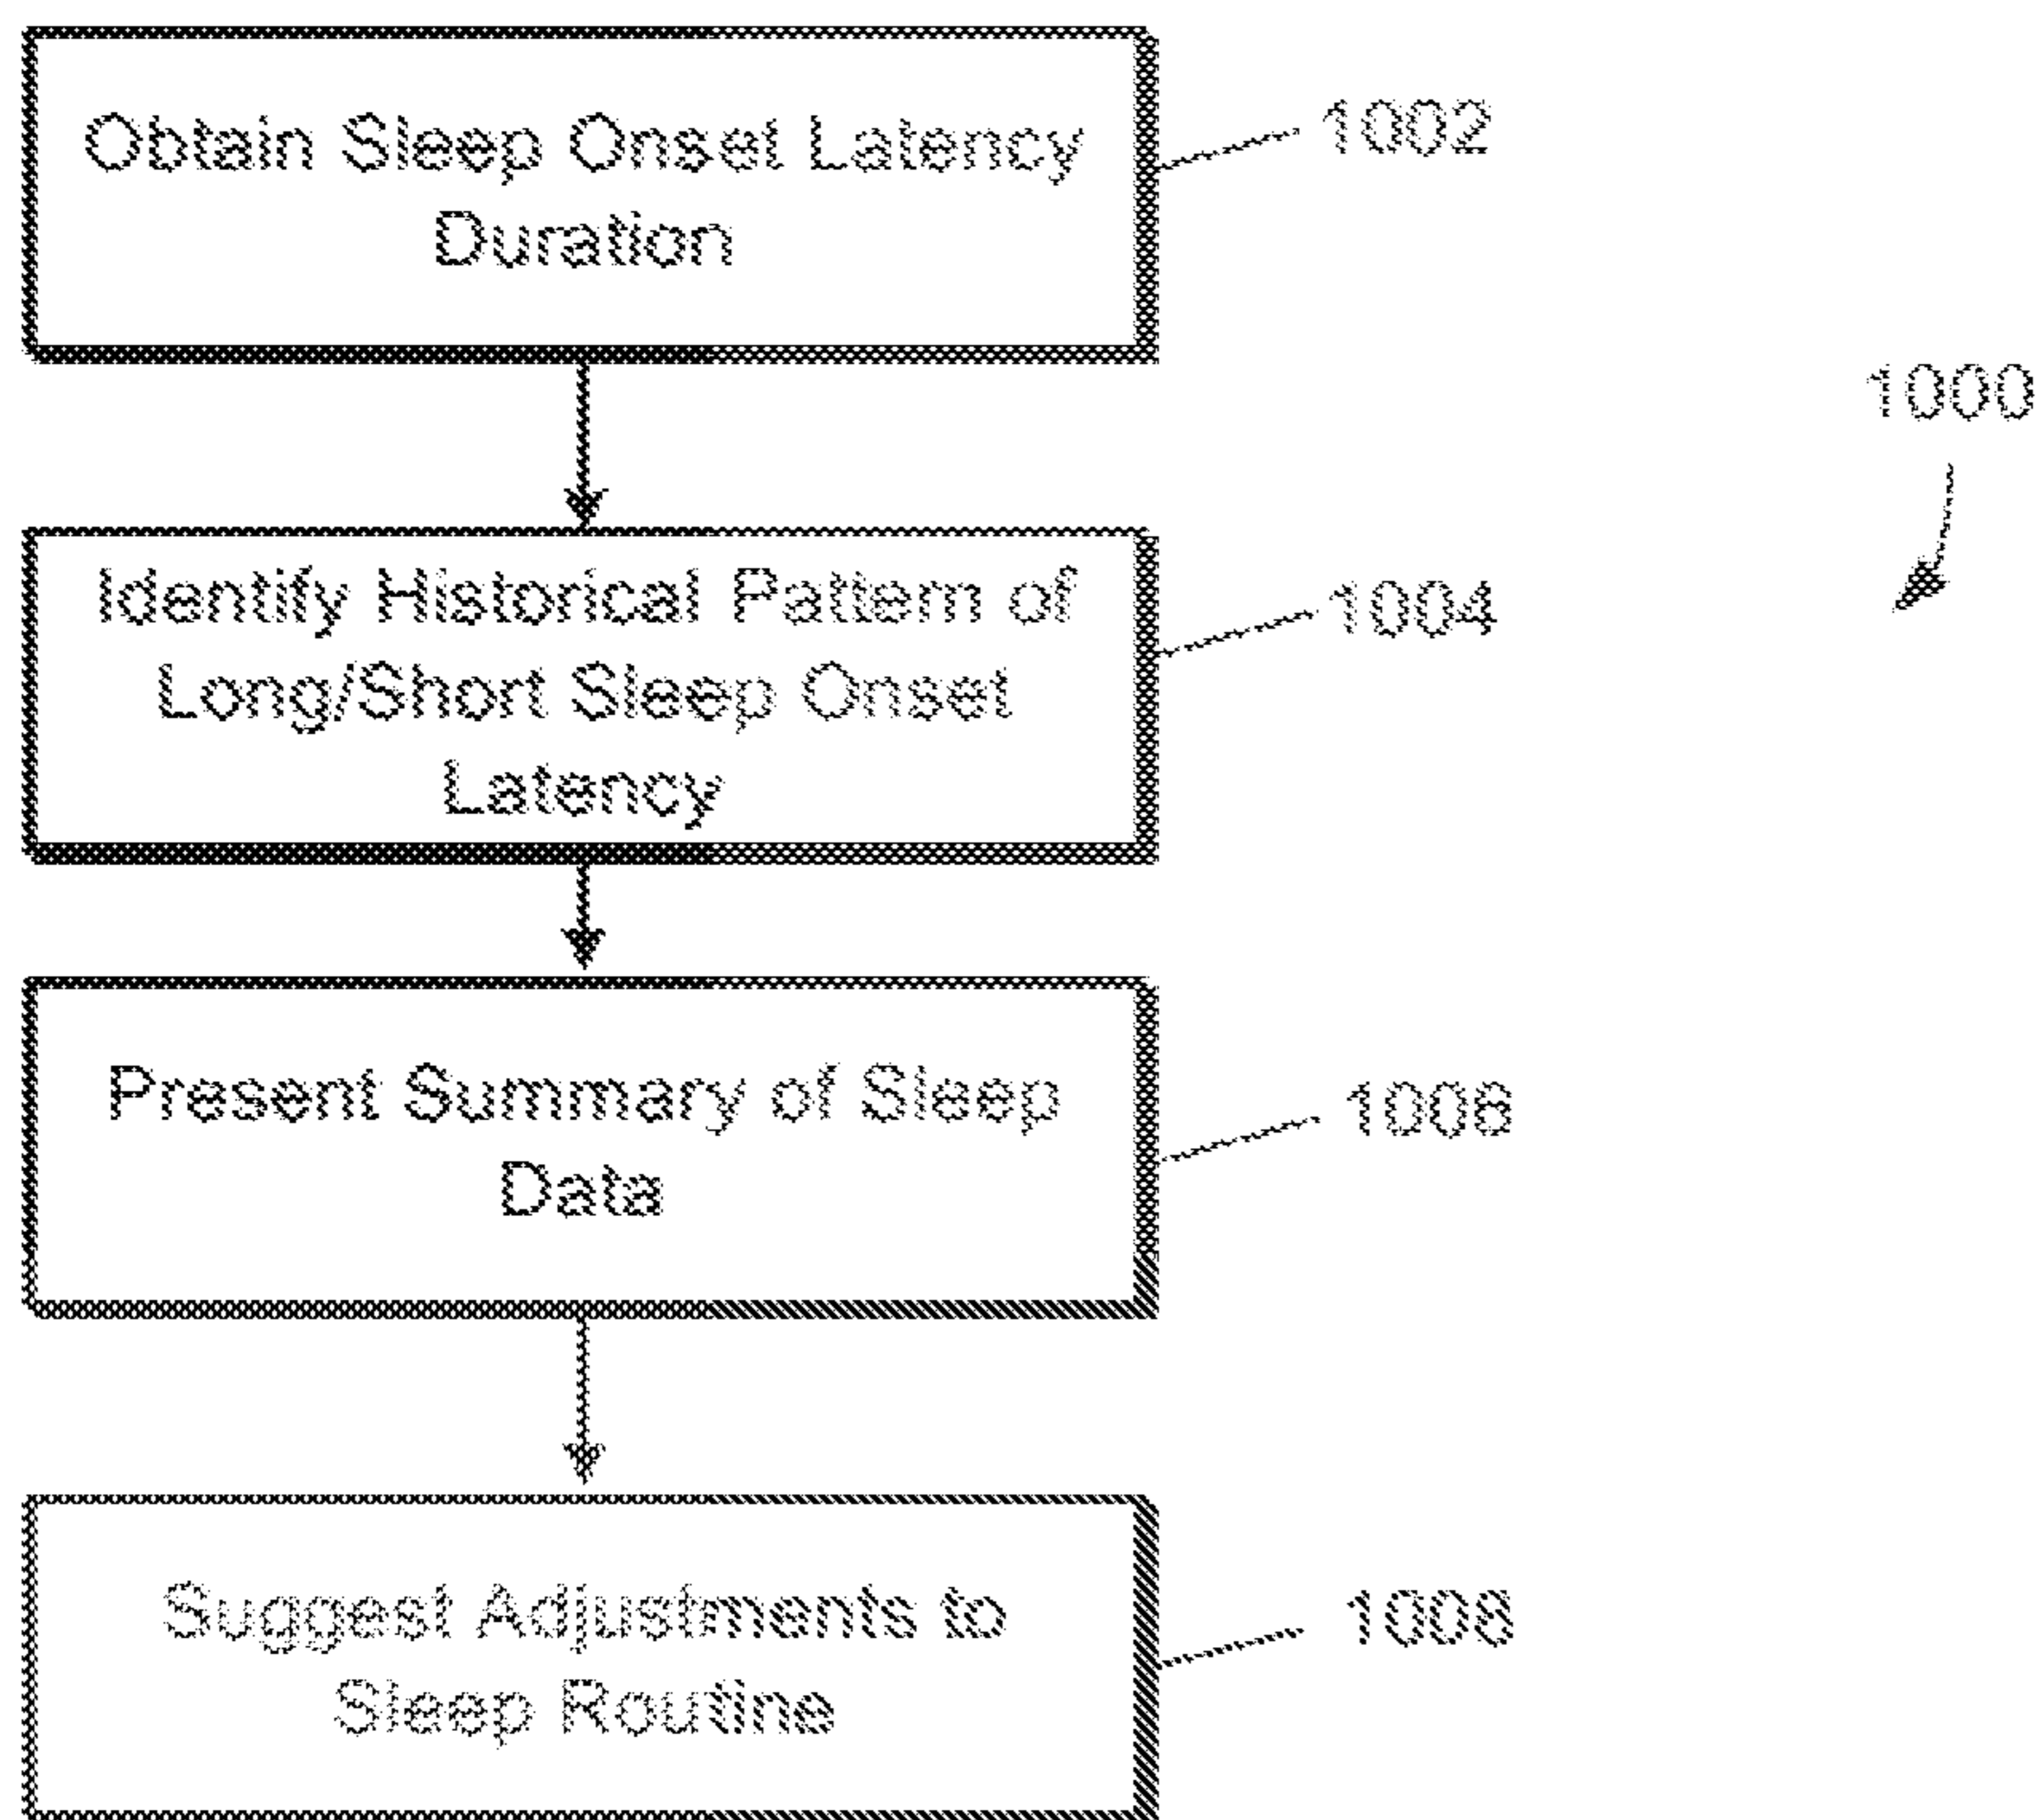 Obtain Sleep Onset Latency
Duration
1002
1000
Identify Historical Pattern of
Long/Short Sleep Onset
Latency
1004
Present Summary of Sleep
Data
1006
Suggest Adjustments to
Sleep Routine
1008